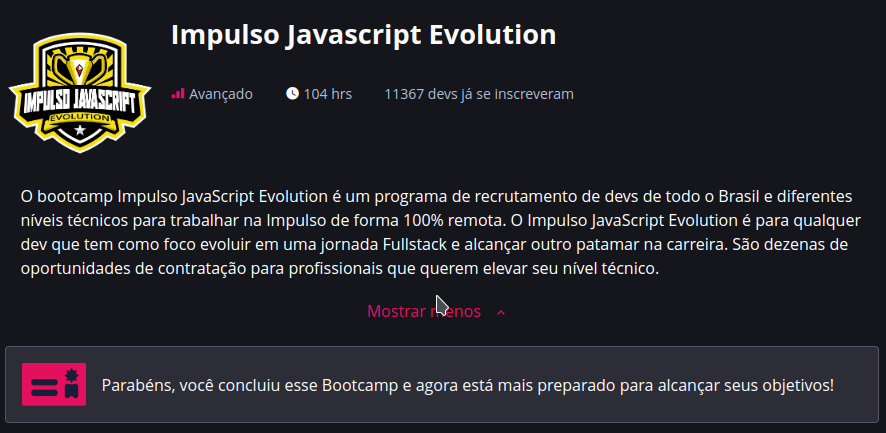 Impulso Javascript Evolution
IMPULSO JAVASCRIPT
EVOLUTION
Avançado 104 hrs 11367 devs já se inscreveram
O bootcamp Impulso JavaScript Evolution é um programa de recrutamento de devs de todo o Brasil e diferentes
níveis técnicos para trabalhar na Impulso de forma 100% remota. O Impulso JavaScript Evolution é para qualquer
dev que tem como foco evoluir em uma jornada Fullstack e alcançar outro patamar na carreira. São dezenas de
oportunidades de contratação para profissionais que querem elevar seu nível técnico.
Mostrar menos
Parabéns, você concluiu esse Bootcamp e agora está mais preparado para alcançar seus objetivos!